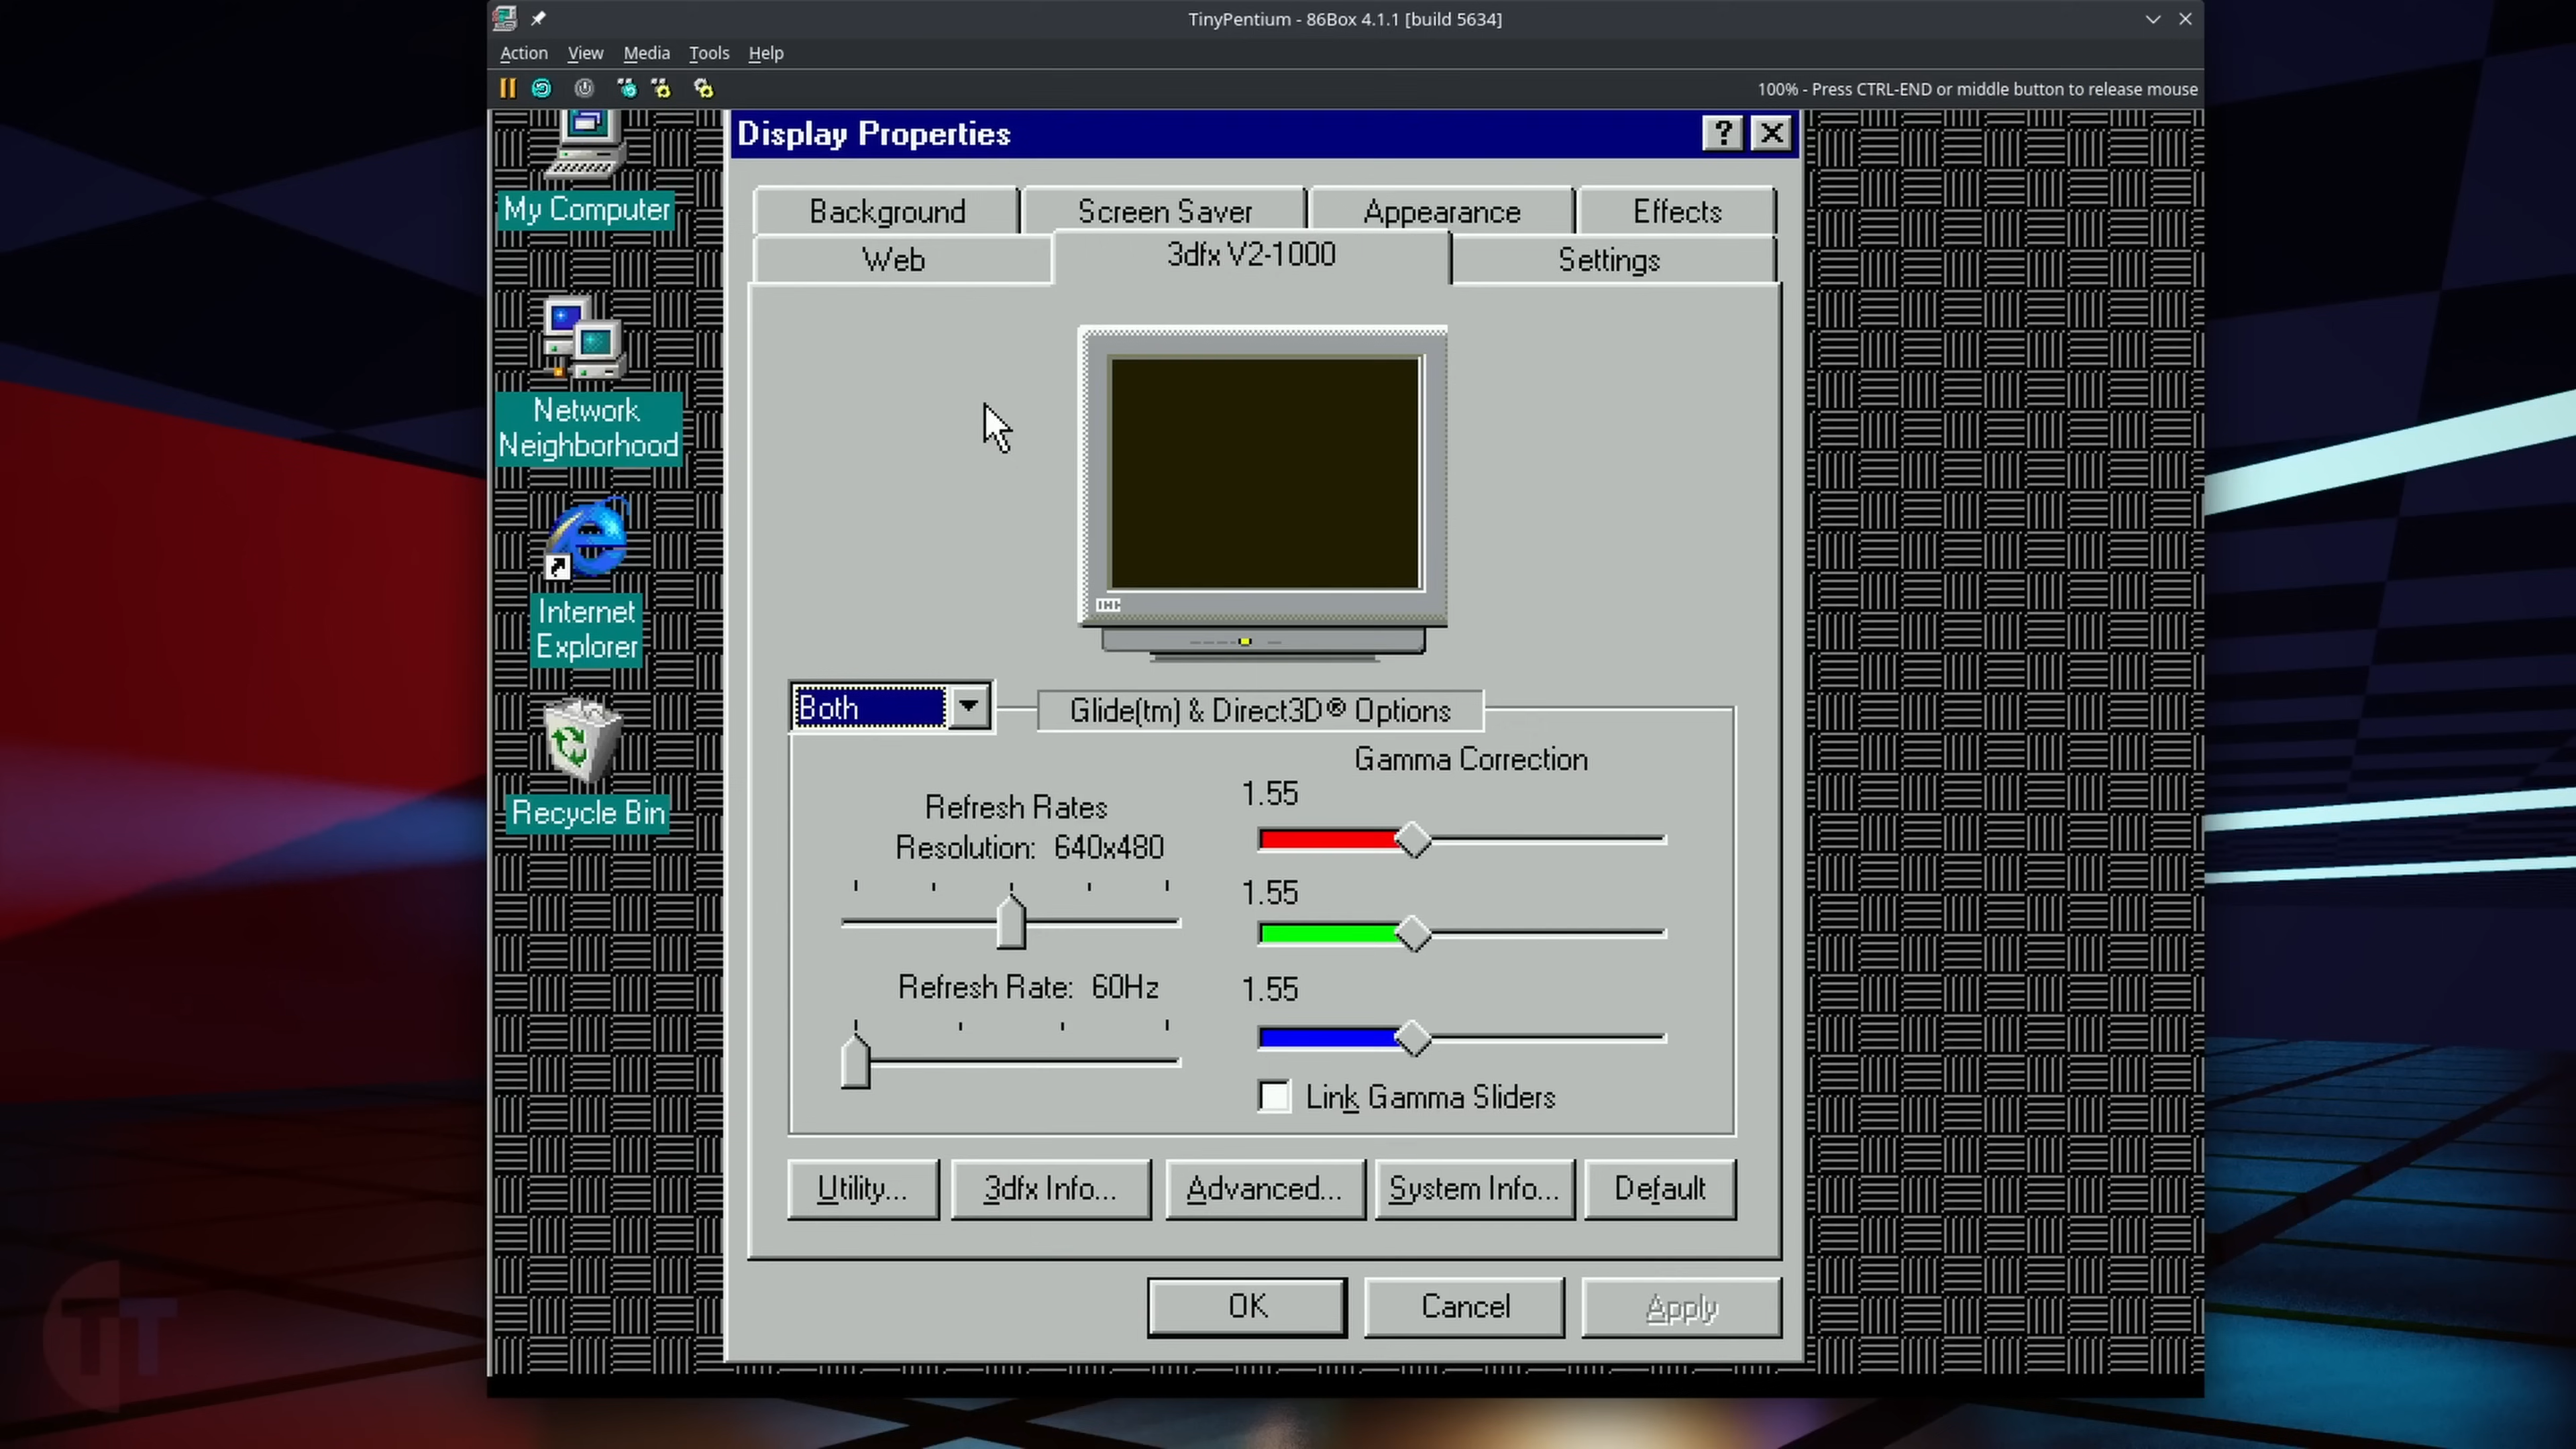 TinyPentium - 86Box 4.1.1 [build 5634]
Action View Media Tools Help
100% - Press CTRL-END or middle button to release mouse
My Computer
Network
Neighborhood
Internet
Explorer
Recycle Bin
Display Properties
Background Screen Saver Appearance Effects
Web 3dfx V2-1000 Settings
Both
Glide(tm) & Direct3D® Options
Refresh Rates
Resolution: 640x480
Refresh Rate: 60Hz
Gamma Correction
1.55
1.55
1.55
Link Gamma Sliders
Utility... 3dfx Info... Advanced... System Info... Default
OK Cancel Apply
TT